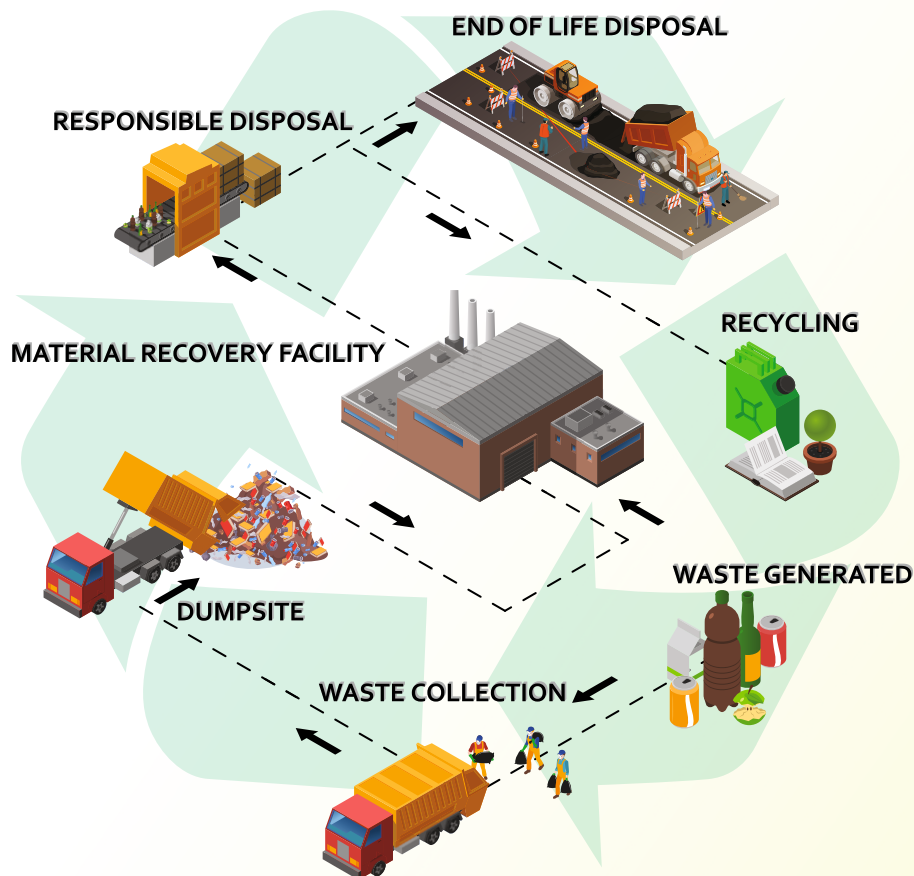 END OF LIFE DISPOSAL
RESPONSIBLE DISPOSAL
RECYCLING
MATERIAL RECOVERY FACILITY
WASTE GENERATED
DUMPSITE
WASTE COLLECTION